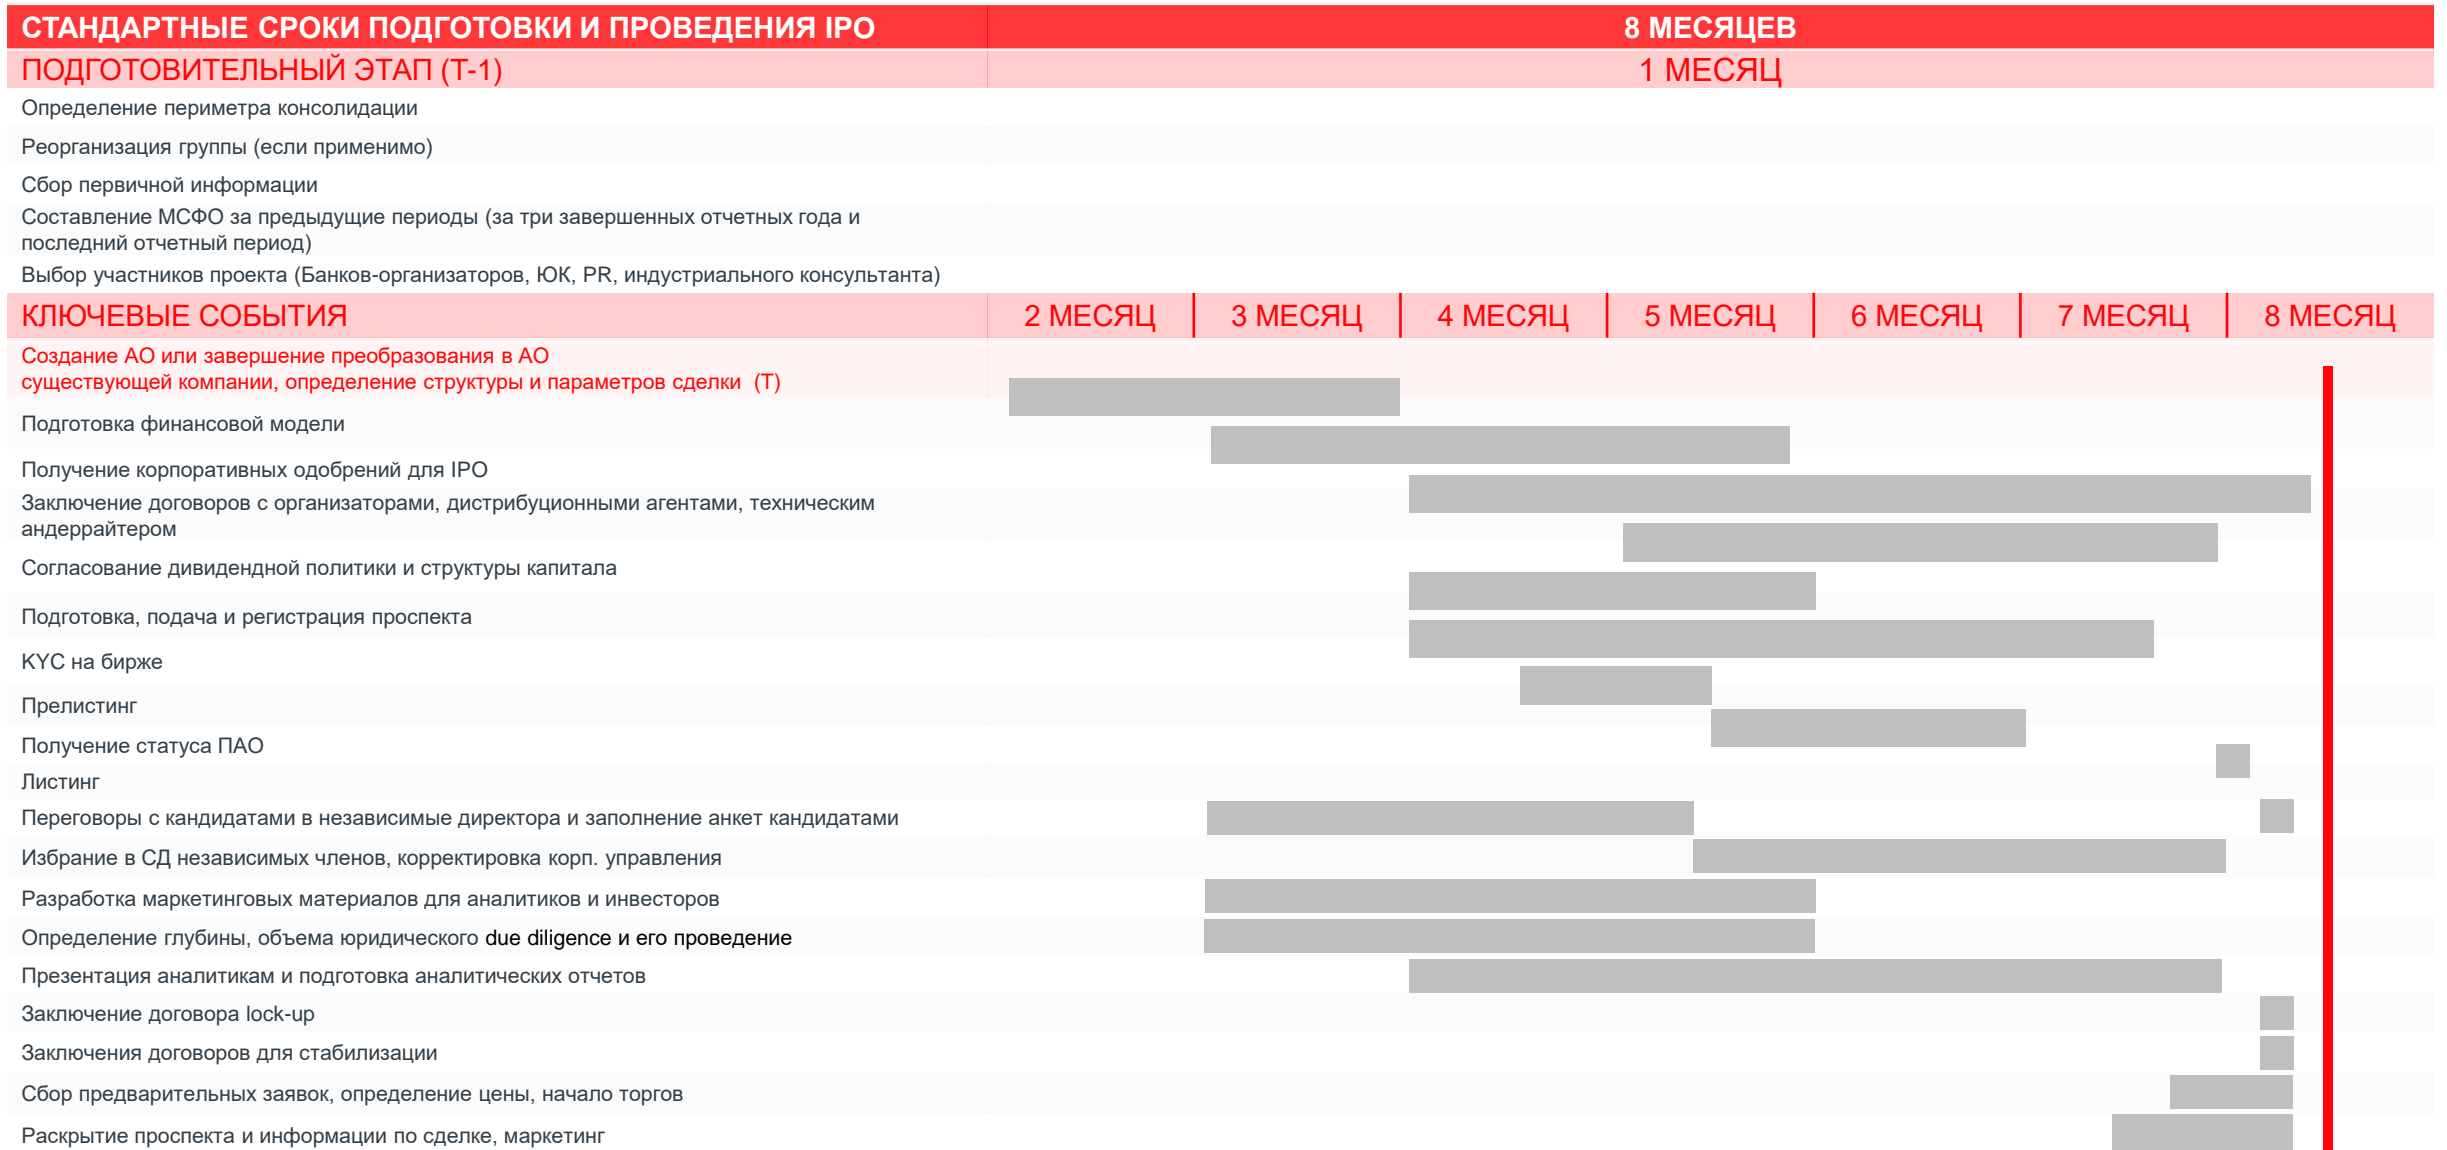 СТАНДАРТНЫЕ СРОКИ ПОДГОТОВКИ И ПРОВЕДЕНИЯ IPO
8 МЕСЯЦЕВ
ПОДГОТОВИТЕЛЬНЫЙ ЭТАП (Т-1)
1 МЕСЯЦ
Определение периметра консолидации
Реорганизация группы (если применимо)
Сбор первичной информации
Составление МСФО за предыдущие периоды (за три завершенных отчетных года и
последний отчетный период)
Выбор участников проекта (Банков-организаторов, ЮК, PR, индустриального консультанта)
КЛЮЧЕВЫЕ СОБЫТИЯ
2 МЕСЯЦ
3 МЕСЯЦ
4 МЕСЯЦ
5 МЕСЯЦ
6 МЕСЯЦ
7 МЕСЯЦ
8 МЕСЯЦ
Создание АО или завершение преобразования в АО
существующей компании, определение структуры и параметров сделки (Т)
Подготовка финансовой модели
Получение корпоративных одобрений для IPO
Заключение договоров с организаторами, дистрибуционными агентами, техническим
андеррайтером
Согласование дивидендной политики и структуры капитала
Подготовка, подача и регистрация проспекта
KYC на бирже
Прелистинг
Получение статуса ПАО
Листинг
Переговоры с кандидатами в независимые директора и заполнение анкет кандидатами
Избрание в СД независимых членов, корректировка корп. управления
Разработка маркетинговых материалов для аналитиков и инвесторов
Определение глубины, объема юридического due diligence и его проведение
Презентация аналитикам и подготовка аналитических отчетов
Заключение договора lock-up
Заключения договоров для стабилизации
Сбор предварительных заявок, определение цены, начало торгов
Раскрытие проспекта и информации по сделке, маркетинг